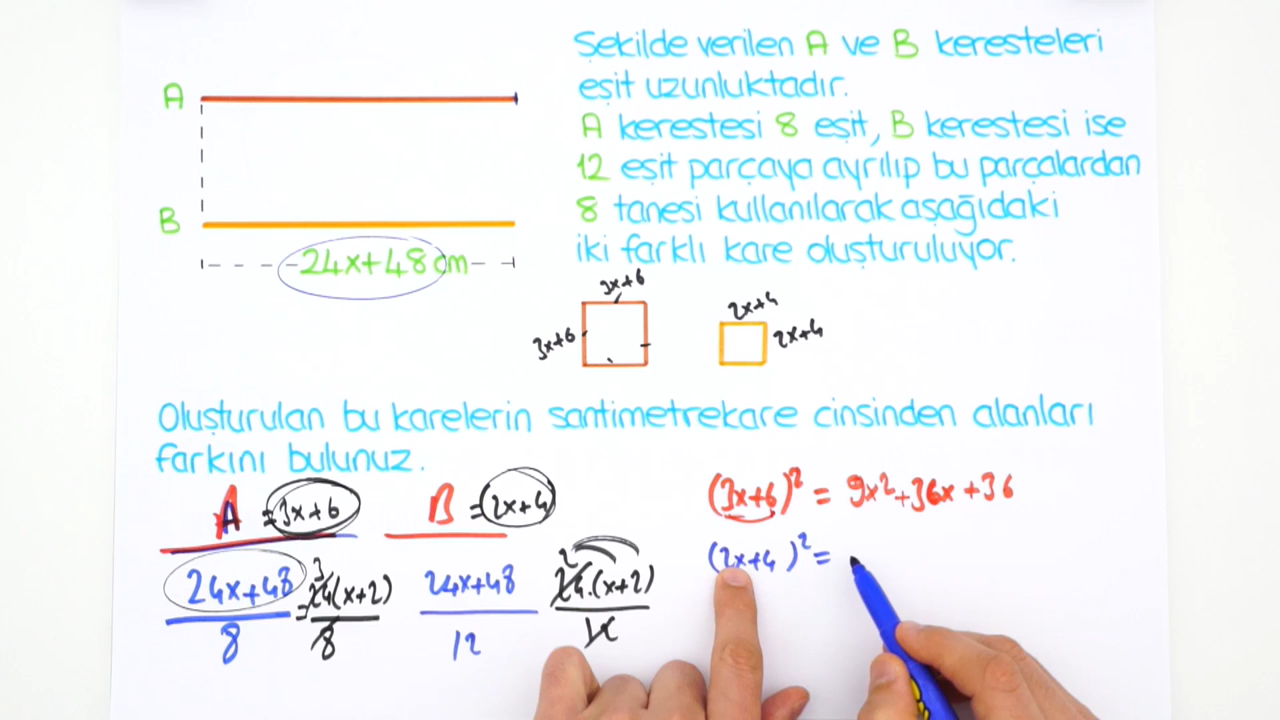 A
B
24x+48 cm
Şekilde verilen A ve B keresteleri
eşit uzunluktadır.
A kerestesi 8 eşit, B kerestesi ise
12 eşit parçaya ayrılıp bu parçalardan
8 tanesi kullanılarak aşağıdaki
iki farklı kare oluşturuluyor.
3x+6
3x+6
2x+4
2x+4
Oluşturulan bu karelerin santimetrekare cinsinden alanları
farkını bulunuz.
A = 3x+6
B = 2x+4
24x+48
8
= 24(x+2)
3
8
24x+48
12
2
24.(x+2)
12
(3x+6)² = 9x²+36x+36
(2x+4)² =